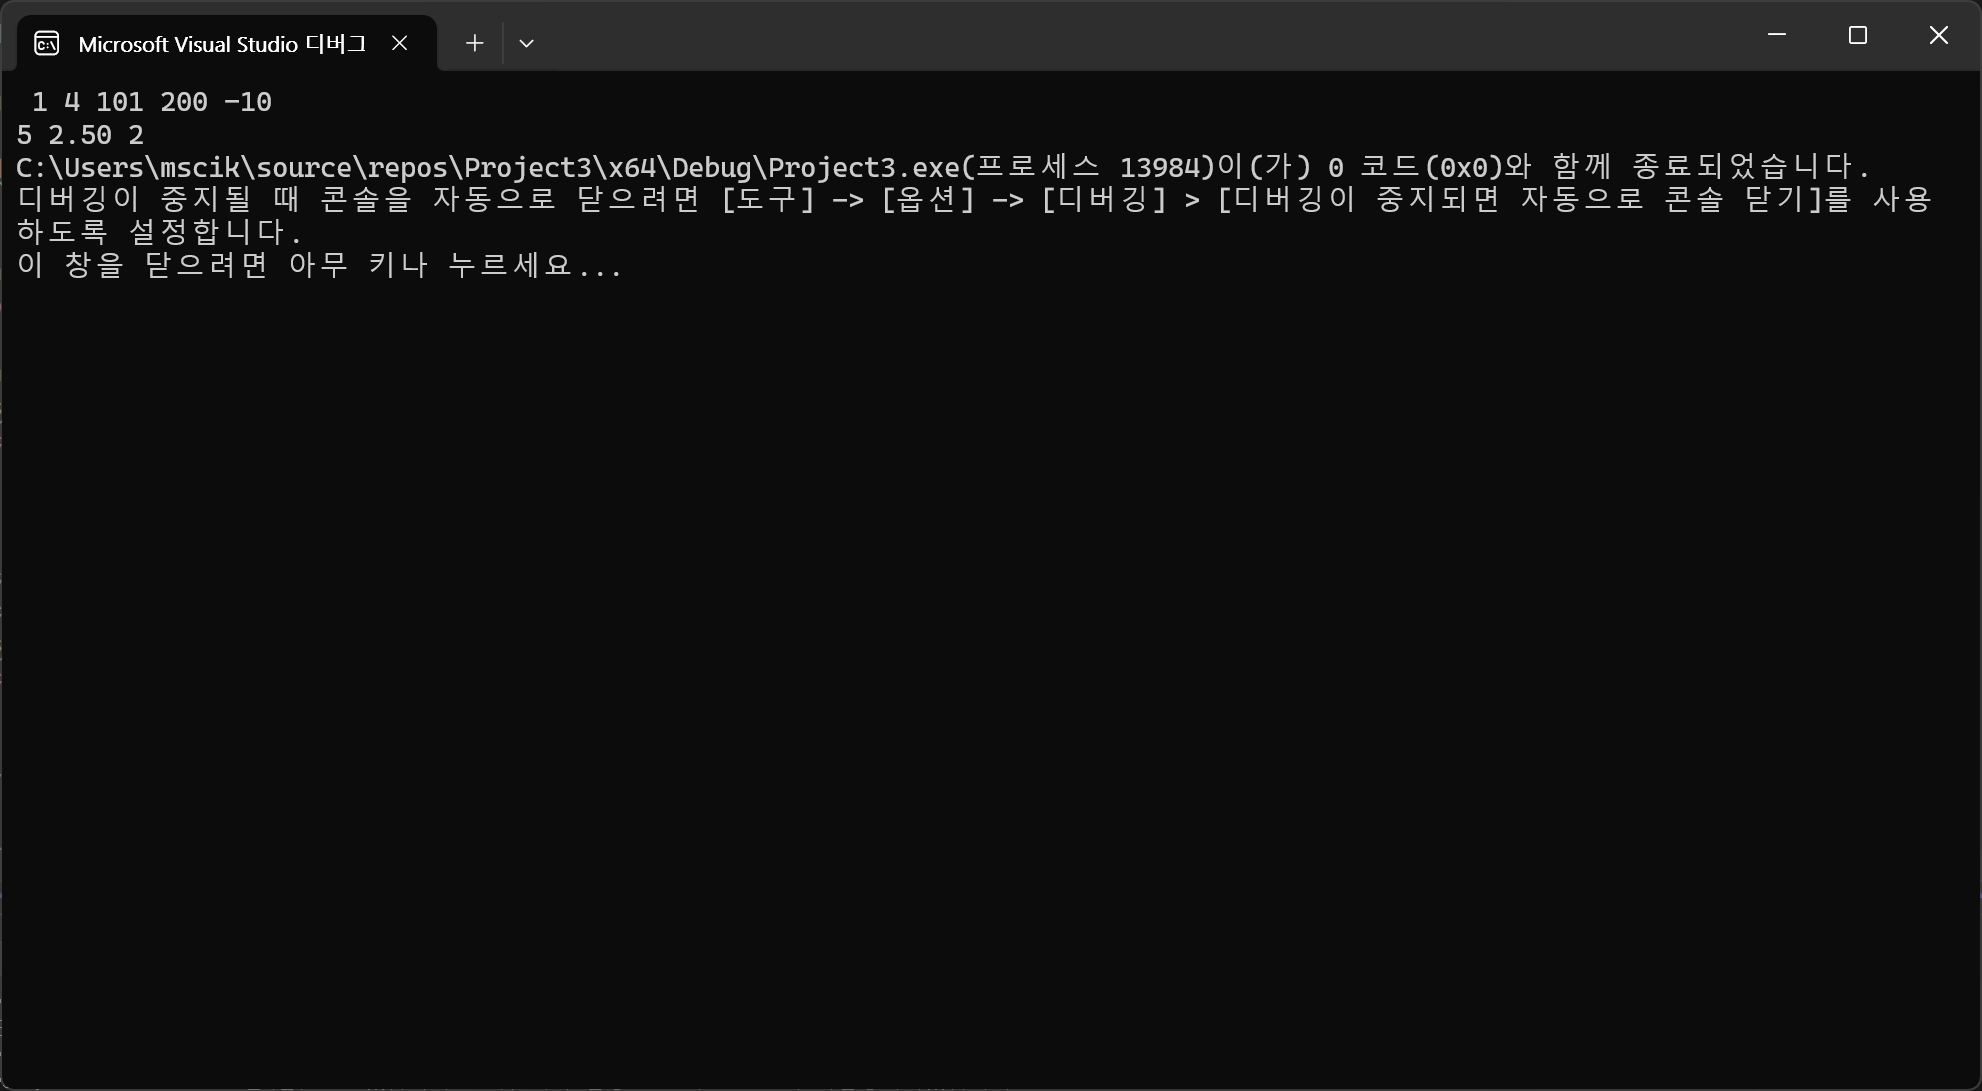 Microsoft Visual Studio 디버그
 1 4 101 200 -10
5 2.50 2
C:\Users\mscik\source\repos\Project3\x64\Debug\Project3.exe(프로세스 13984)이(가) 0 코드(0x0)와 함께 종료되었습니다.
디버깅이 중지될 때 콘솔을 자동으로 닫으려면 [도구] -> [옵션] -> [디버깅] > [디버깅이 중지되면 자동으로 콘솔 닫기]를 사용
하도록 설정합니다.
이 창을 닫으려면 아무 키나 누르세요...